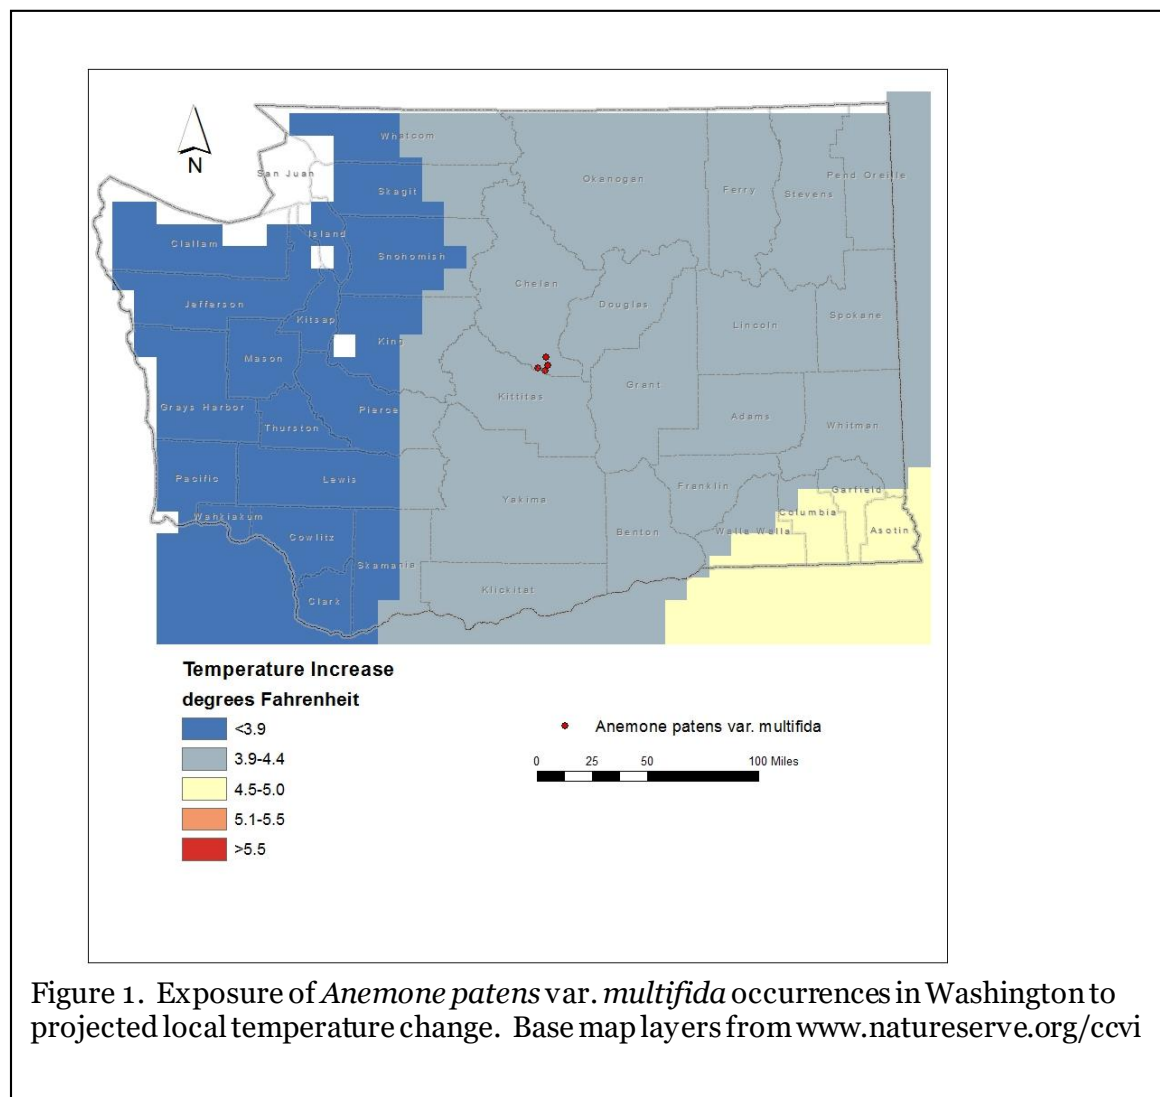 N
Whatcom
San Juan
Skagit
Okanogan
Ferry
Stevens
Pend Oreille
Clallam
Island
Snohomish
Chelan
Jefferson
Kitsap
Douglas
Lincoln
Spokane
Mason
King
Kittitas
Grant
Grays Harbor
Thurston
Pierce
Adams
Whitman
Pacific
Lewis
Yakima
Franklin
Garfield
Wahkiakum
Cowlitz
Benton
Walla Walla
Columbia
Asotin
Skamania
Clark
Klickitat
Temperature Increase
degrees Fahrenheit
<3.9
3.9-4.4
4.5-5.0
5.1-5.5
>5.5
Anemone patens var. multifida
0 25 50 100 Miles
Figure 1. Exposure of Anemone patens var. multifida occurrences in Washington to
projected local temperature change. Base map layers from www.natureserve.org/ccvi